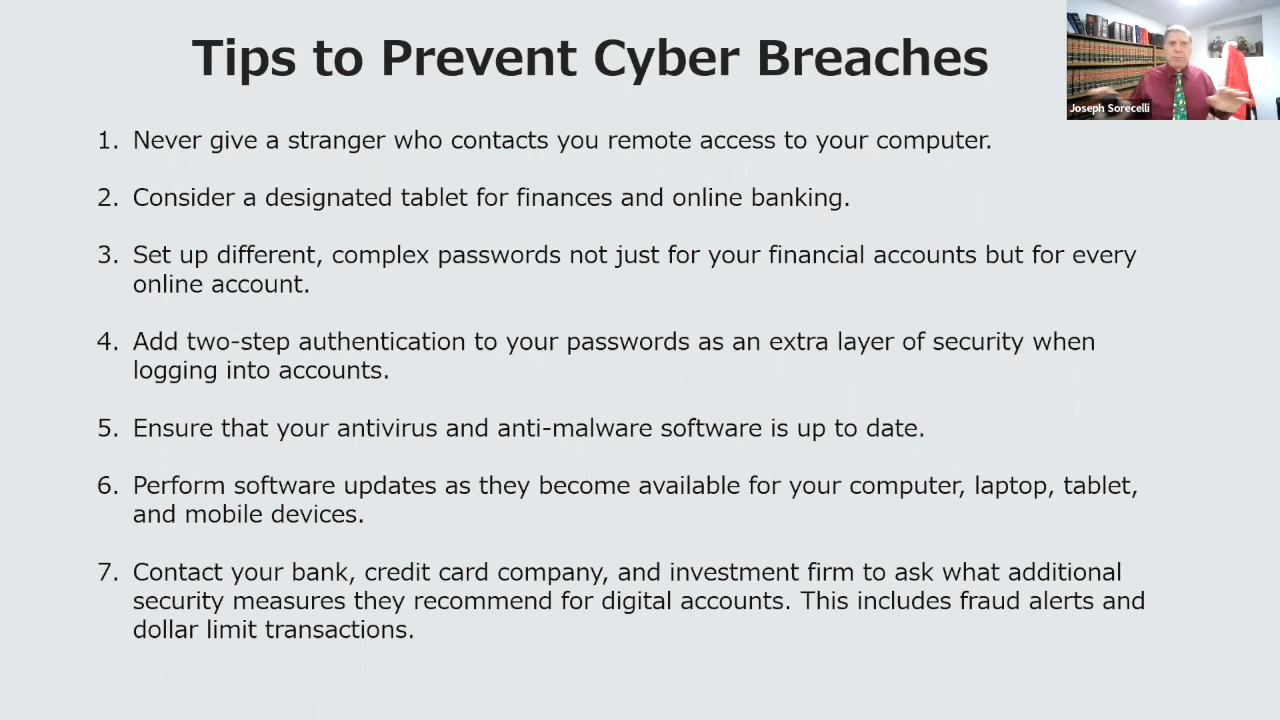 Tips to Prevent Cyber Breaches
Joseph Sorecelli
1. Never give a stranger who contacts you remote access to your computer.
2. Consider a designated tablet for finances and online banking.
3. Set up different, complex passwords not just for your financial accounts but for every
online account.
4. Add two-step authentication to your passwords as an extra layer of security when
logging into accounts.
5. Ensure that your antivirus and anti-malware software is up to date.
6. Perform software updates as they become available for your computer, laptop, tablet,
and mobile devices.
7. Contact your bank, credit card company, and investment firm to ask what additional
security measures they recommend for digital accounts. This includes fraud alerts and
dollar limit transactions.